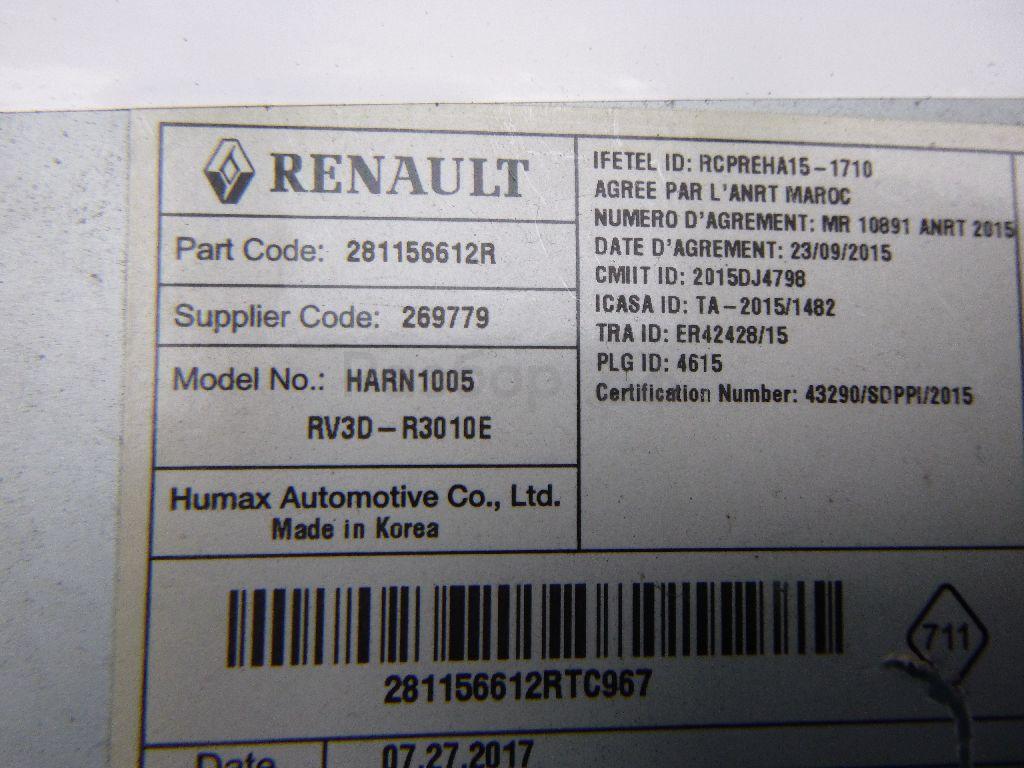 RENAULT
Part Code: 281156612R
Supplier Code: 269779
Model No.: HARN1005
RV3D-R3010E
Humax Automotive Co., Ltd.
Made in Korea
IFETEL ID: RCPREHA15-1710
AGREE PAR L'ANRT MAROC
NUMERO D'AGREMENT: MR 10891 ANRT 2015
DATE D'AGREMENT: 23/09/2015
CMIIT ID: 2015DJ4798
ICASA ID: TA-2015/1482
TRA ID: ER42428/15
PLG ID: 4615
Certification Number: 43290/SDPPI/2015
281156612RTC967
711
Date 07.27.2017